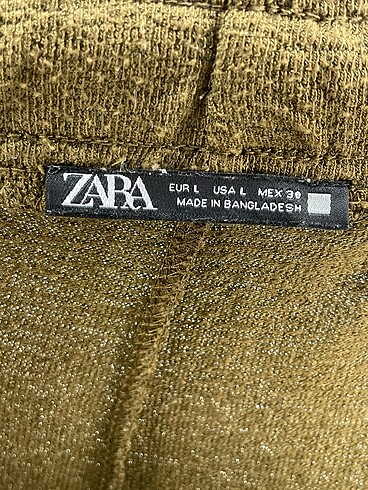 ZARA
EUR L USA L MEX 30
MADE IN BANGLADESH